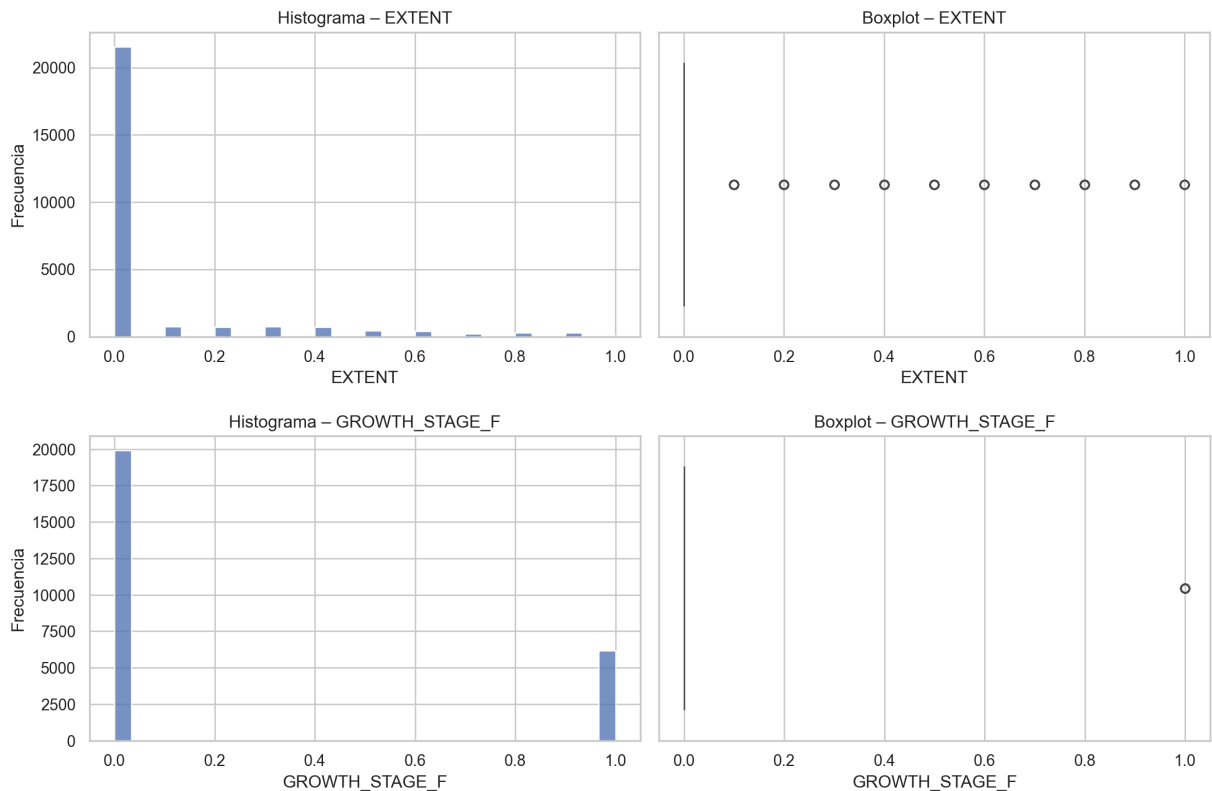 Histograma – EXTENT
Frecuencia
20000
15000
10000
5000
0
0.0 0.2 0.4 0.6 0.8 1.0
EXTENT
Boxplot – EXTENT
0.0 0.2 0.4 0.6 0.8 1.0
EXTENT
Histograma – GROWTH_STAGE_F
Frecuencia
20000
17500
15000
12500
10000
7500
5000
2500
0
0.0 0.2 0.4 0.6 0.8 1.0
GROWTH_STAGE_F
Boxplot – GROWTH_STAGE_F
0.0 0.2 0.4 0.6 0.8 1.0
GROWTH_STAGE_F